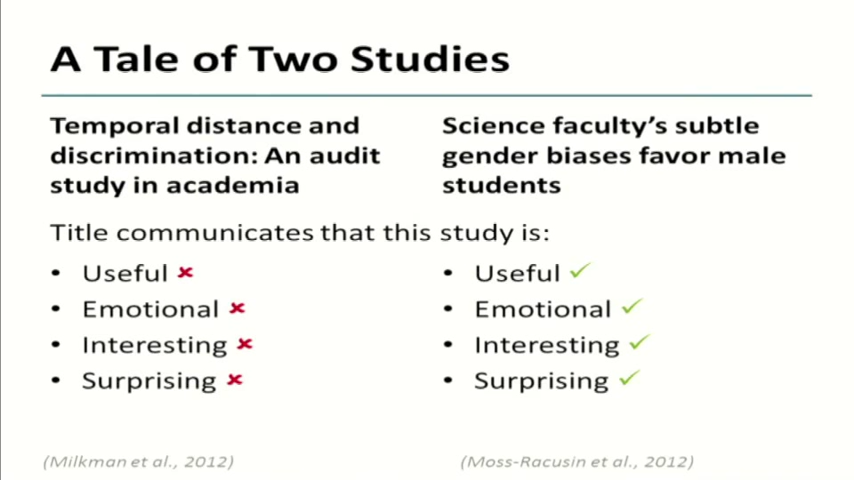 A Tale of Two Studies
Temporal distance and
discrimination: An audit
study in academia
Science faculty's subtle
gender biases favor male
students
Title communicates that this study is:
• Useful ×
• Emotional ×
• Interesting ×
• Surprising ×
• Useful ✓
• Emotional ✓
• Interesting ✓
• Surprising ✓
(Milkman et al., 2012)
(Moss-Racusin et al., 2012)